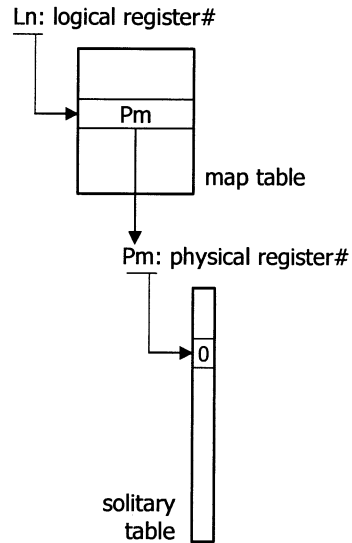 Ln: logical register#
Pm
map table
Pm: physical register#
0
solitary
table